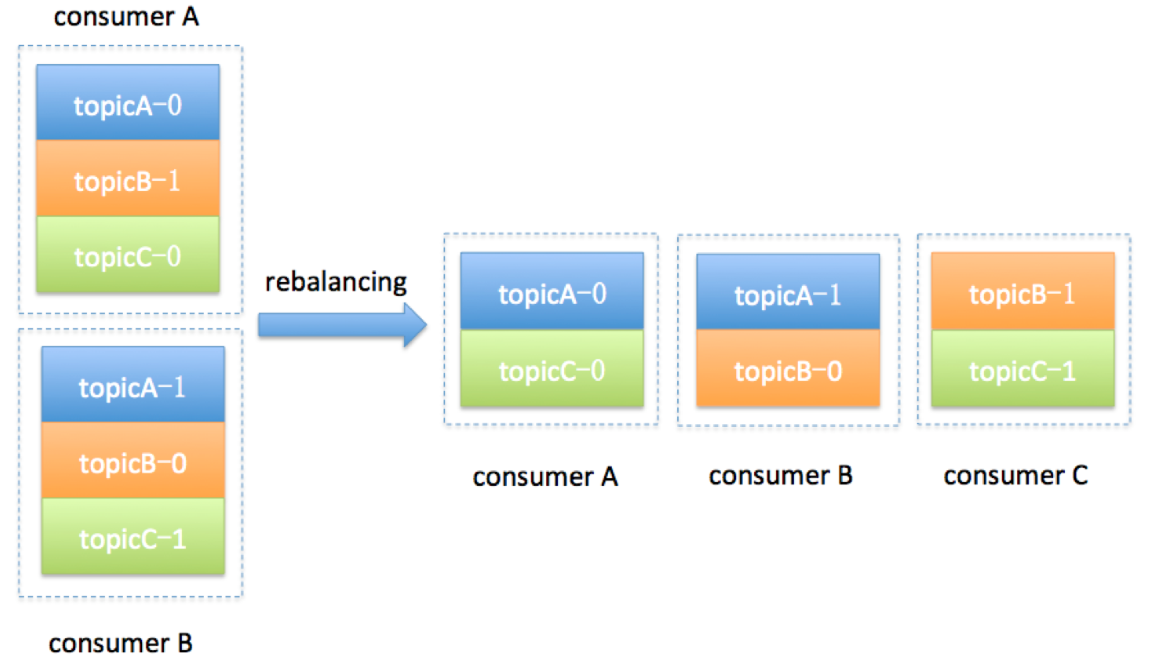 consumer A
topicA-0
topicB-1
topicC-0
topicA-1
topicB-0
topicC-1
consumer B
rebalancing
topicA-0
topicC-0
consumer A
topicA-1
topicB-0
consumer B
topicB-1
topicC-1
consumer C